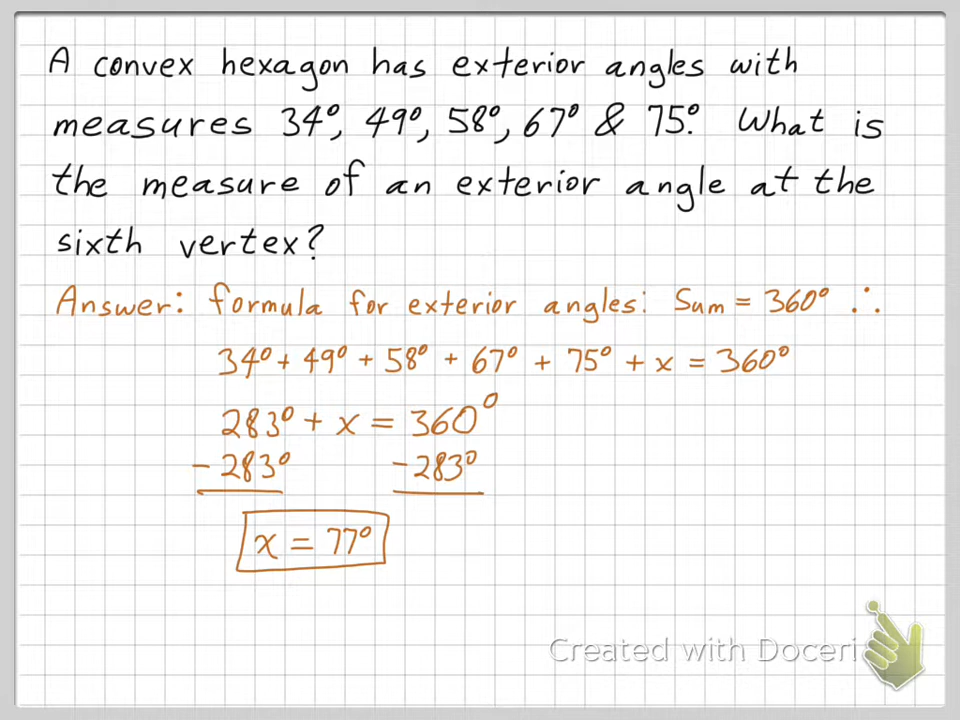 A convex hexagon has exterior angles with
measures 34°, 49°, 58°, 67° & 75°. What is
the measure of an exterior angle at the
sixth vertex?
Answer: formula for exterior angles: Sum = 360° ∴
34° + 49° + 58° + 67° + 75° + x = 360°
283° + x = 360°
- 283° - 283°
x = 77°
Created with Doceri